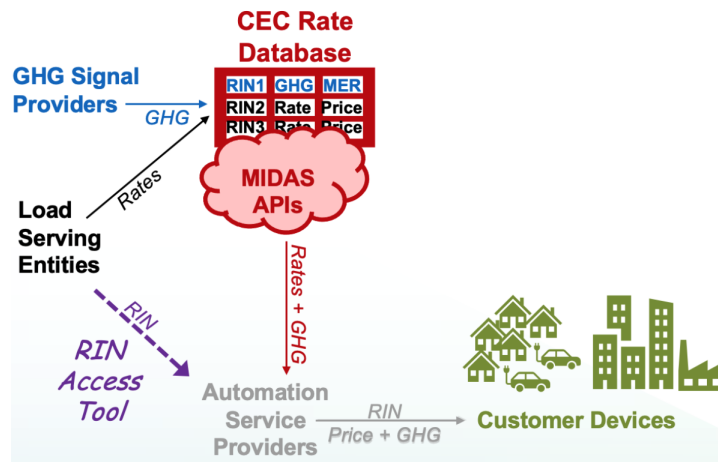 CEC Rate
Database
GHG Signal
Providers
GHG
RIN1 GHG MER
RIN2 Rate Price
RIN3 Rate Price
Rates
MIDAS
APIs
Load
Serving
Entities
Rates + GHG
RIN
RIN
Access
Tool
Automation
Service
Providers
RIN
Price + GHG
Customer Devices